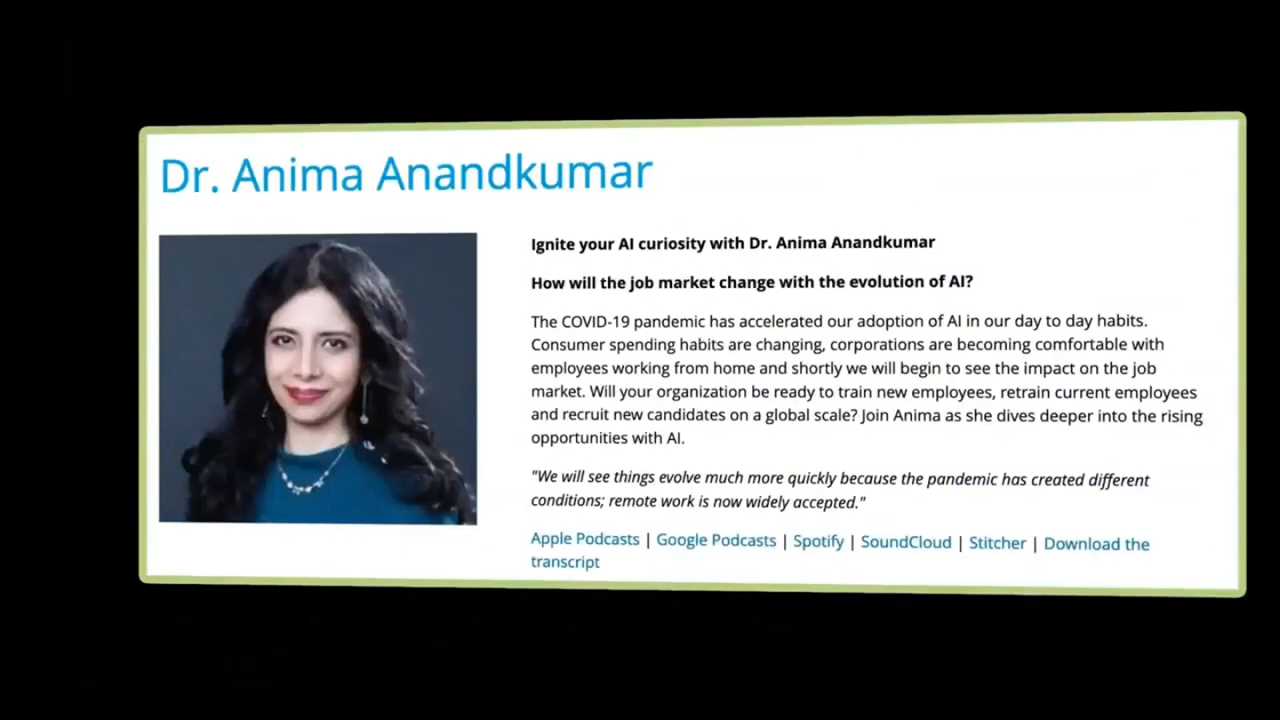 Dr. Anima Anandkumar
Ignite your AI curiosity with Dr. Anima Anandkumar
How will the job market change with the evolution of AI?
The COVID-19 pandemic has accelerated our adoption of AI in our day to day habits.
Consumer spending habits are changing, corporations are becoming comfortable with
employees working from home and shortly we will begin to see the impact on the job
market. Will your organization be ready to train new employees, retrain current employees
and recruit new candidates on a global scale? Join Anima as she dives deeper into the rising
opportunities with AI.
"We will see things evolve much more quickly because the pandemic has created different
conditions; remote work is now widely accepted."
Apple Podcasts | Google Podcasts | Spotify | SoundCloud | Stitcher | Download the
transcript